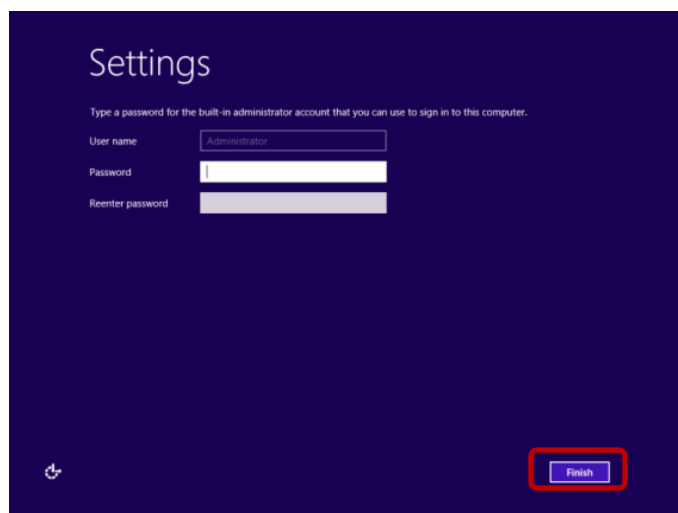 Settings
Type a password for the built-in administrator account that you can use to sign in to this computer.
User name
Administrator
Password
Reenter password
Finish